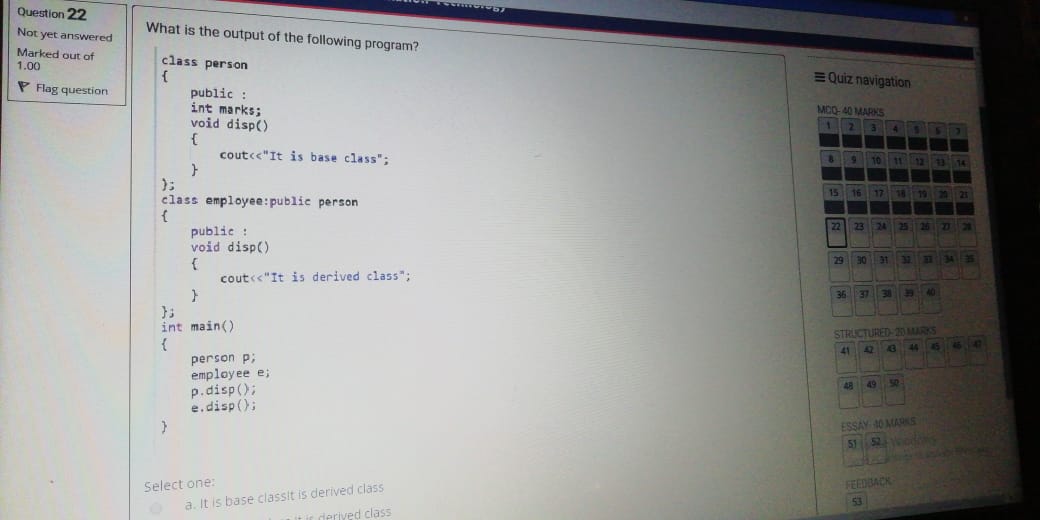 Question 22
Not yet answered
Marked out of
1.00
Flag question
What is the output of the following program?
class person
{
public :
int marks;
void disp()
{
cout<<"It is base class";
}
};
class employee:public person
{
public :
void disp()
{
cout<<"It is derived class";
}
};
int main()
{
person p;
employee e;
p.disp();
e.disp();
}
Select one:
a. It is base classIt is derived class
it is derived class
Quiz navigation
MCQ- 40 MARKS
1 2 3 4 5 6 7
8 9 10 11 12 13 14
15 16 17 18 19 20 21
22 23 24 25 26 27 28
29 30 31 32 33 34 35
36 37 38 39 40
STRUCTURED- 20 MARKS
41 42 43 44 45 46 47
48 49 50
ESSAY- 40 MARKS
51 52
FEEDBACK
53